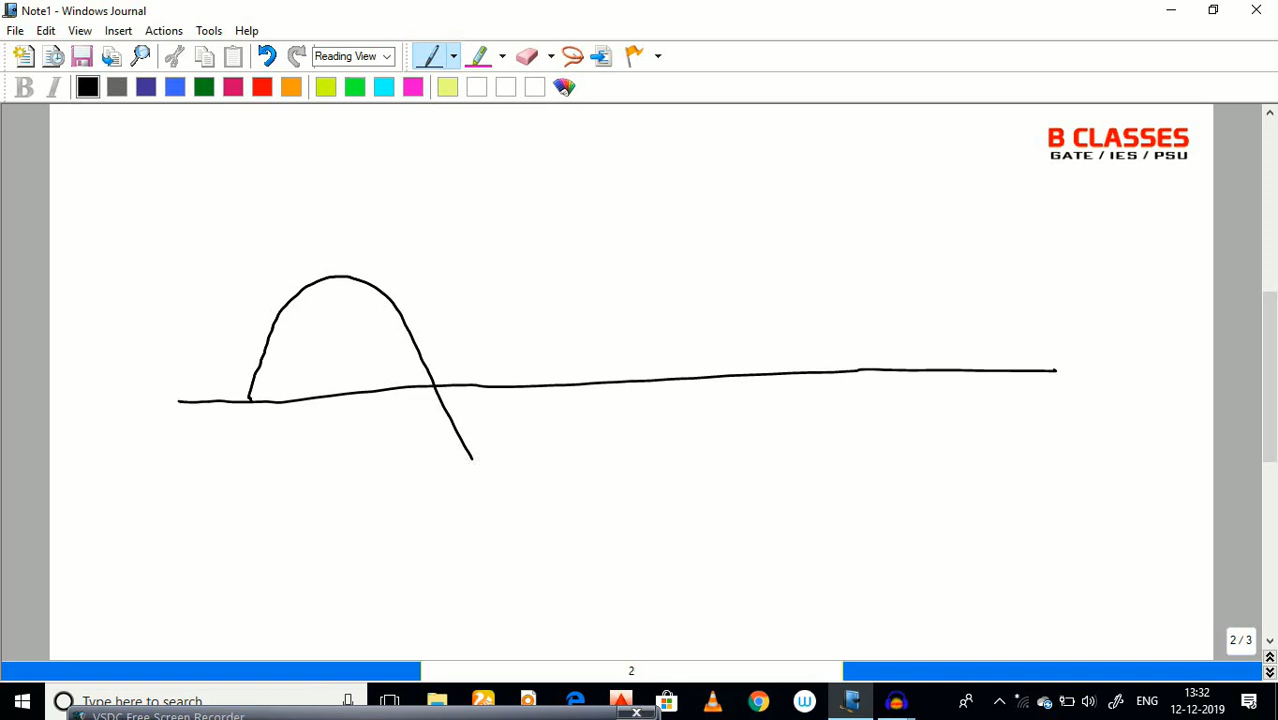 Note1 - Windows Journal
File Edit View Insert Actions Tools Help
Reading View
B I
B CLASSES
GATE / IES / PSU
2 / 3
2
Type here to search
ENG
13:32
12-12-2019
VSDC Free Screen Recorder